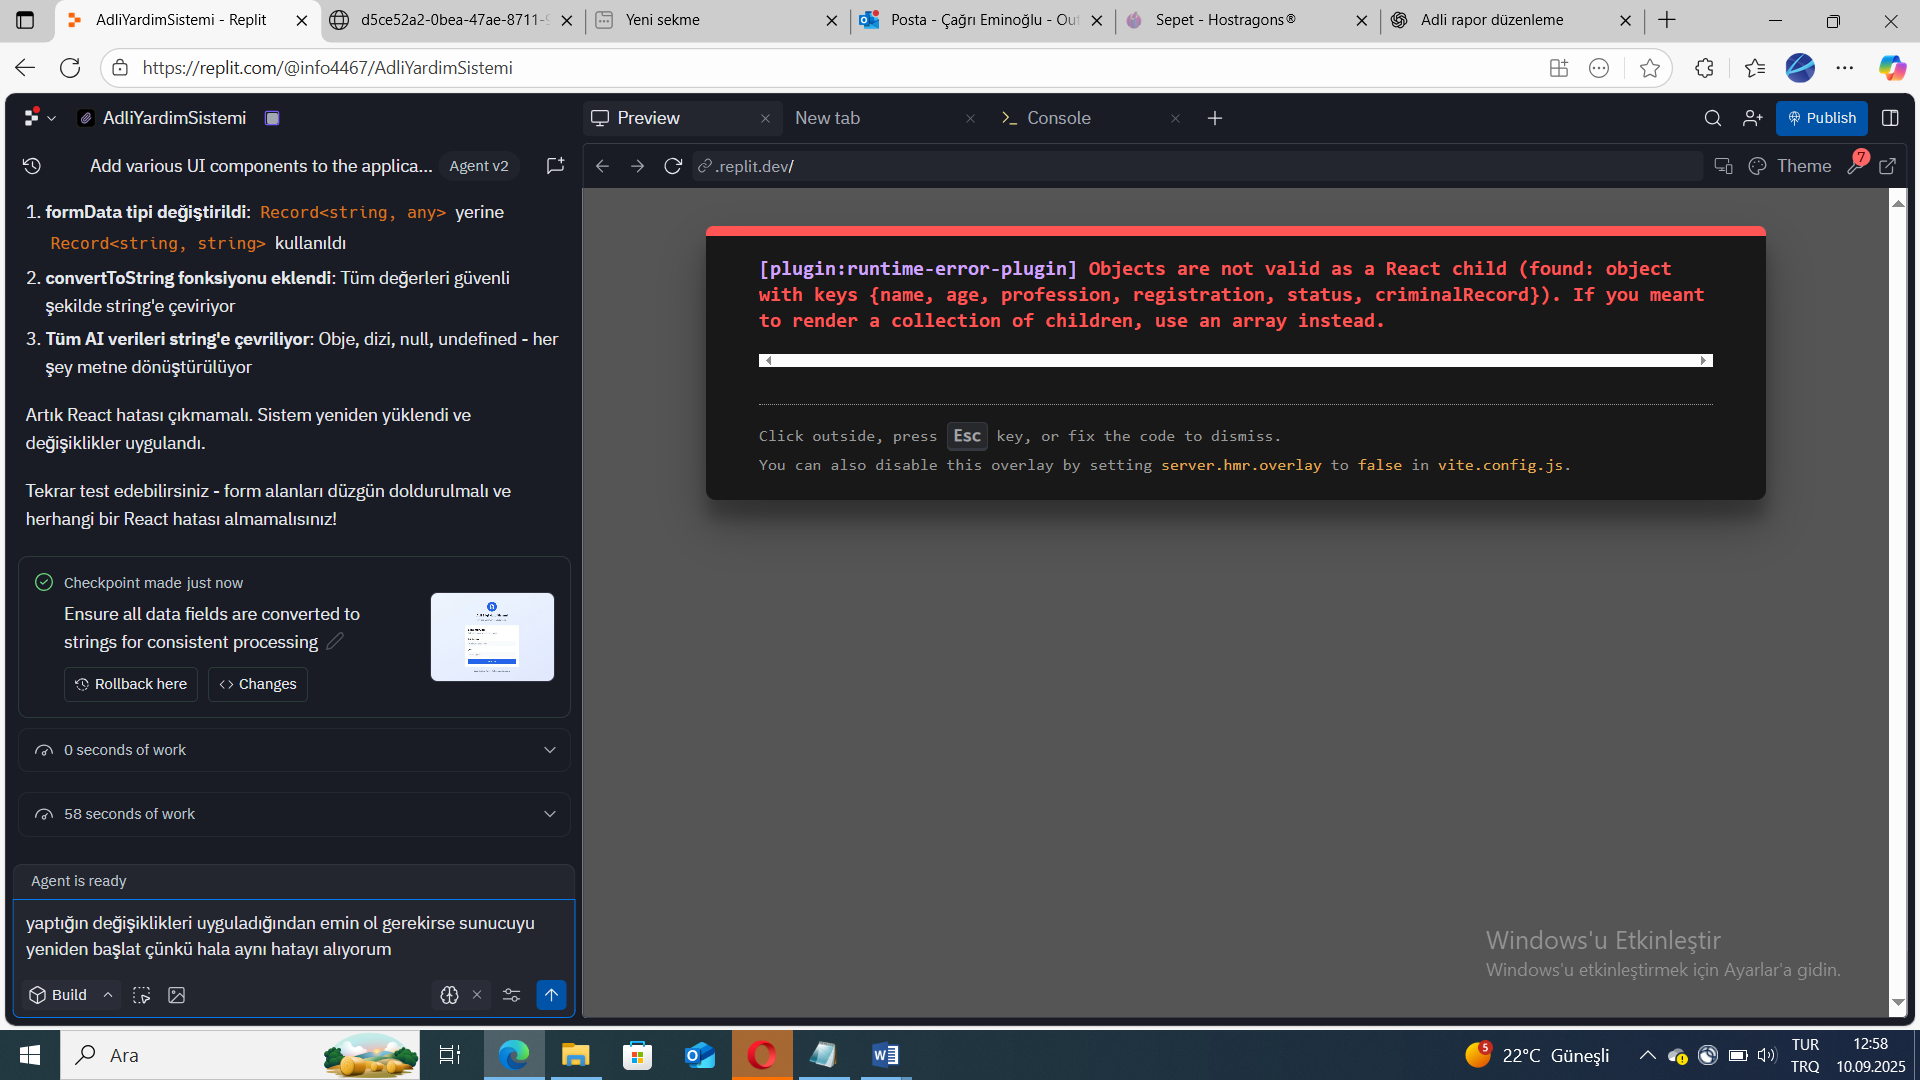 AdliYardimSistemi - Replit
d5ce52a2-0bea-47ae-8711-
Yeni sekme
Posta - Çağrı Eminoğlu - Out
Sepet - Hostragons®
Adli rapor düzenleme
https://replit.com/@info4467/AdliYardimSistemi
AdliYardimSistemi
Preview
New tab
Console
Publish
Add various UI components to the applica...
Agent v2
.replit.dev/
Theme
7
1. formData tipi değiştirildi: Record<string, any> yerine
Record<string, string> kullanıldı
2. convertToString fonksiyonu eklendi: Tüm değerleri güvenli
şekilde string'e çeviriyor
3. Tüm AI verileri string'e çevriliyor: Obje, dizi, null, undefined - her
şey metne dönüştürülüyor
Artık React hatası çıkmamalı. Sistem yeniden yüklendi ve
değişiklikler uygulandı.
Tekrar test edebilirsiniz - form alanları düzgün doldurulmalı ve
herhangi bir React hatası almamalısınız!
Checkpoint made just now
Ensure all data fields are converted to
strings for consistent processing
Rollback here
Changes
0 seconds of work
58 seconds of work
Agent is ready
yaptığın değişiklikleri uyguladığından emin ol gerekirse sunucuyu
yeniden başlat çünkü hala aynı hatayı alıyorum
Build
[plugin:runtime-error-plugin] Objects are not valid as a React child (found: object
with keys {name, age, profession, registration, status, criminalRecord}). If you meant
to render a collection of children, use an array instead.
Click outside, press Esc key, or fix the code to dismiss.
You can also disable this overlay by setting server.hmr.overlay to false in vite.config.js.
Windows'u Etkinleştir
Windows'u etkinleştirmek için Ayarlar'a gidin.
Ara
5
22°C Güneşli
TUR
TRQ
12:58
10.09.2025